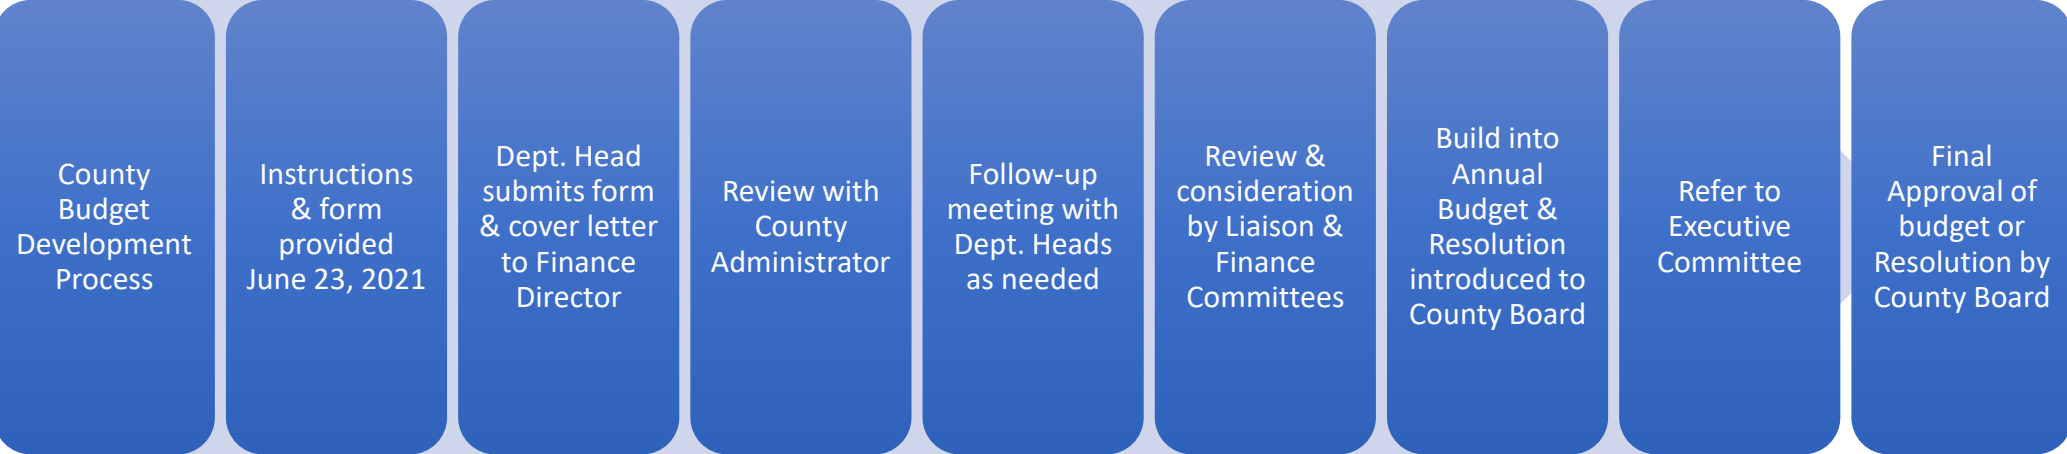 County
Budget
Development
Process
Instructions
& form
provided
June 23, 2021
Dept. Head
submits form
& cover letter
to Finance
Director
Review with
County
Administrator
Follow-up
meeting with
Dept. Heads
as needed
Review &
consideration
by Liaison &
Finance
Committees
Build into
Annual
Budget &
Resolution
introduced to
County Board
Refer to
Executive
Committee
Final
Approval of
budget or
Resolution by
County Board